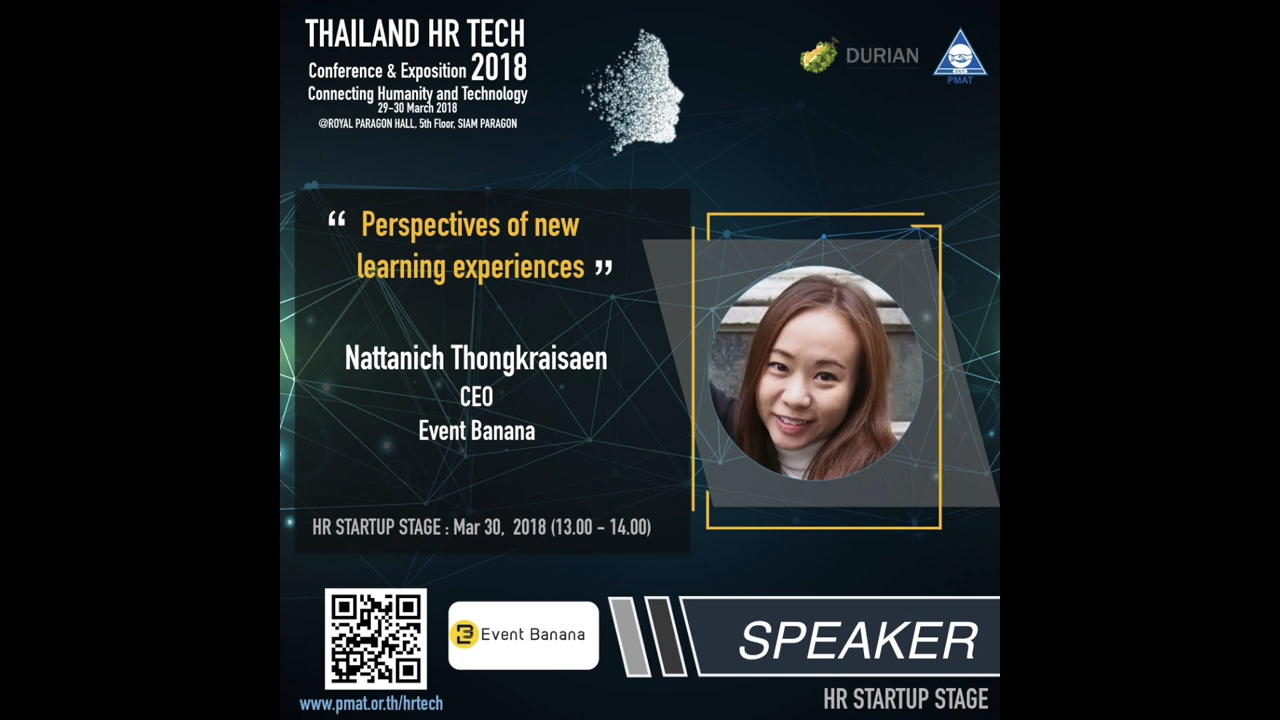 THAILAND HR TECH
Conference & Exposition 2018
Connecting Humanity and Technology
29-30 March 2018
@ROYAL PARAGON HALL, 5th Floor, SIAM PARAGON
DURIAN
PMAT
“ Perspectives of new
learning experiences ”
Nattanich Thongkraisaen
CEO
Event Banana
HR STARTUP STAGE : Mar 30, 2018 (13.00 - 14.00)
Event Banana
SPEAKER
www.pmat.or.th/hrtech
HR STARTUP STAGE